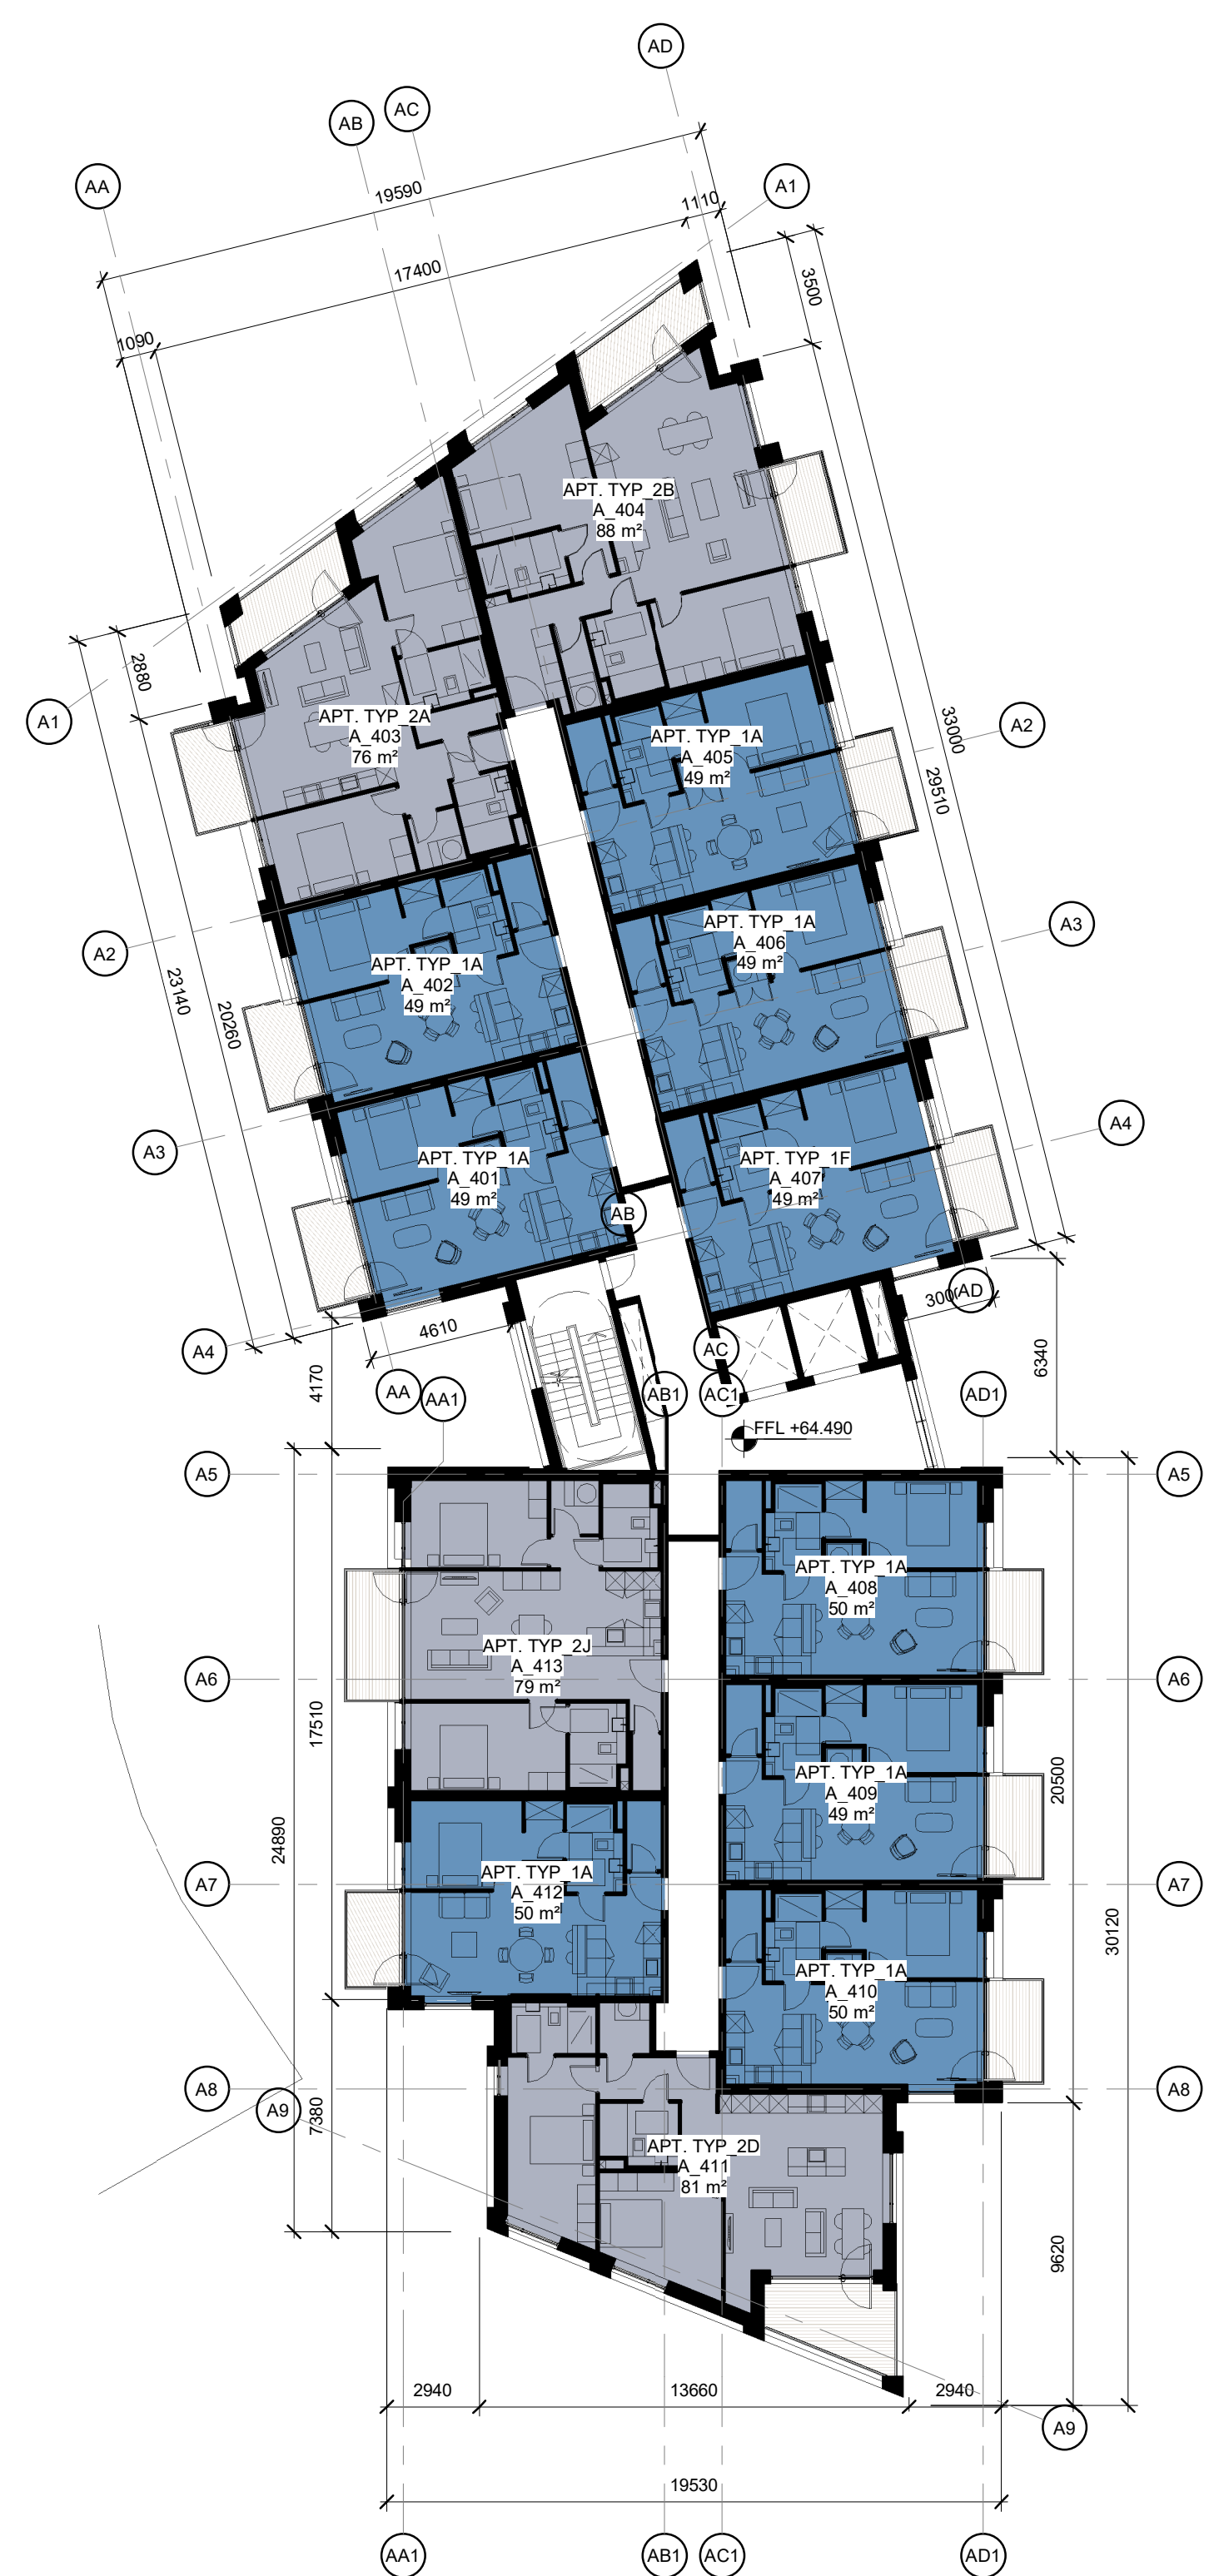 AD
AC
AB
AA
A1
19590
1110
17400
1090
3500
APT. TYP_2B
A_404
88 m²
2880
A1
APT. TYP_2A
A_403
76 m²
APT. TYP_1A
A_405
49 m²
33000
29510
A2
A2
APT. TYP_1A
A_406
49 m²
A3
APT. TYP_1A
A_402
49 m²
23140
20260
A3
APT. TYP_1A
A_401
49 m²
APT. TYP_1F
A_407
49 m²
A4
AB
AD
4610
A4
AC
6340
4170
AA
AA1
AB1
AC1
AD1
FFL +64.490
A5
A5
APT. TYP_1A
A_408
50 m²
APT. TYP_2J
A_413
79 m²
A6
A6
17510
24890
20500
APT. TYP_1A
A_409
49 m²
APT. TYP_1A
A_412
50 m²
A7
A7
30120
APT. TYP_1A
A_410
50 m²
A8
A8
A9
7380
APT. TYP_2D
A_411
81 m²
9620
2940
13660
2940
A9
19530
AA1
AB1
AC1
AD1